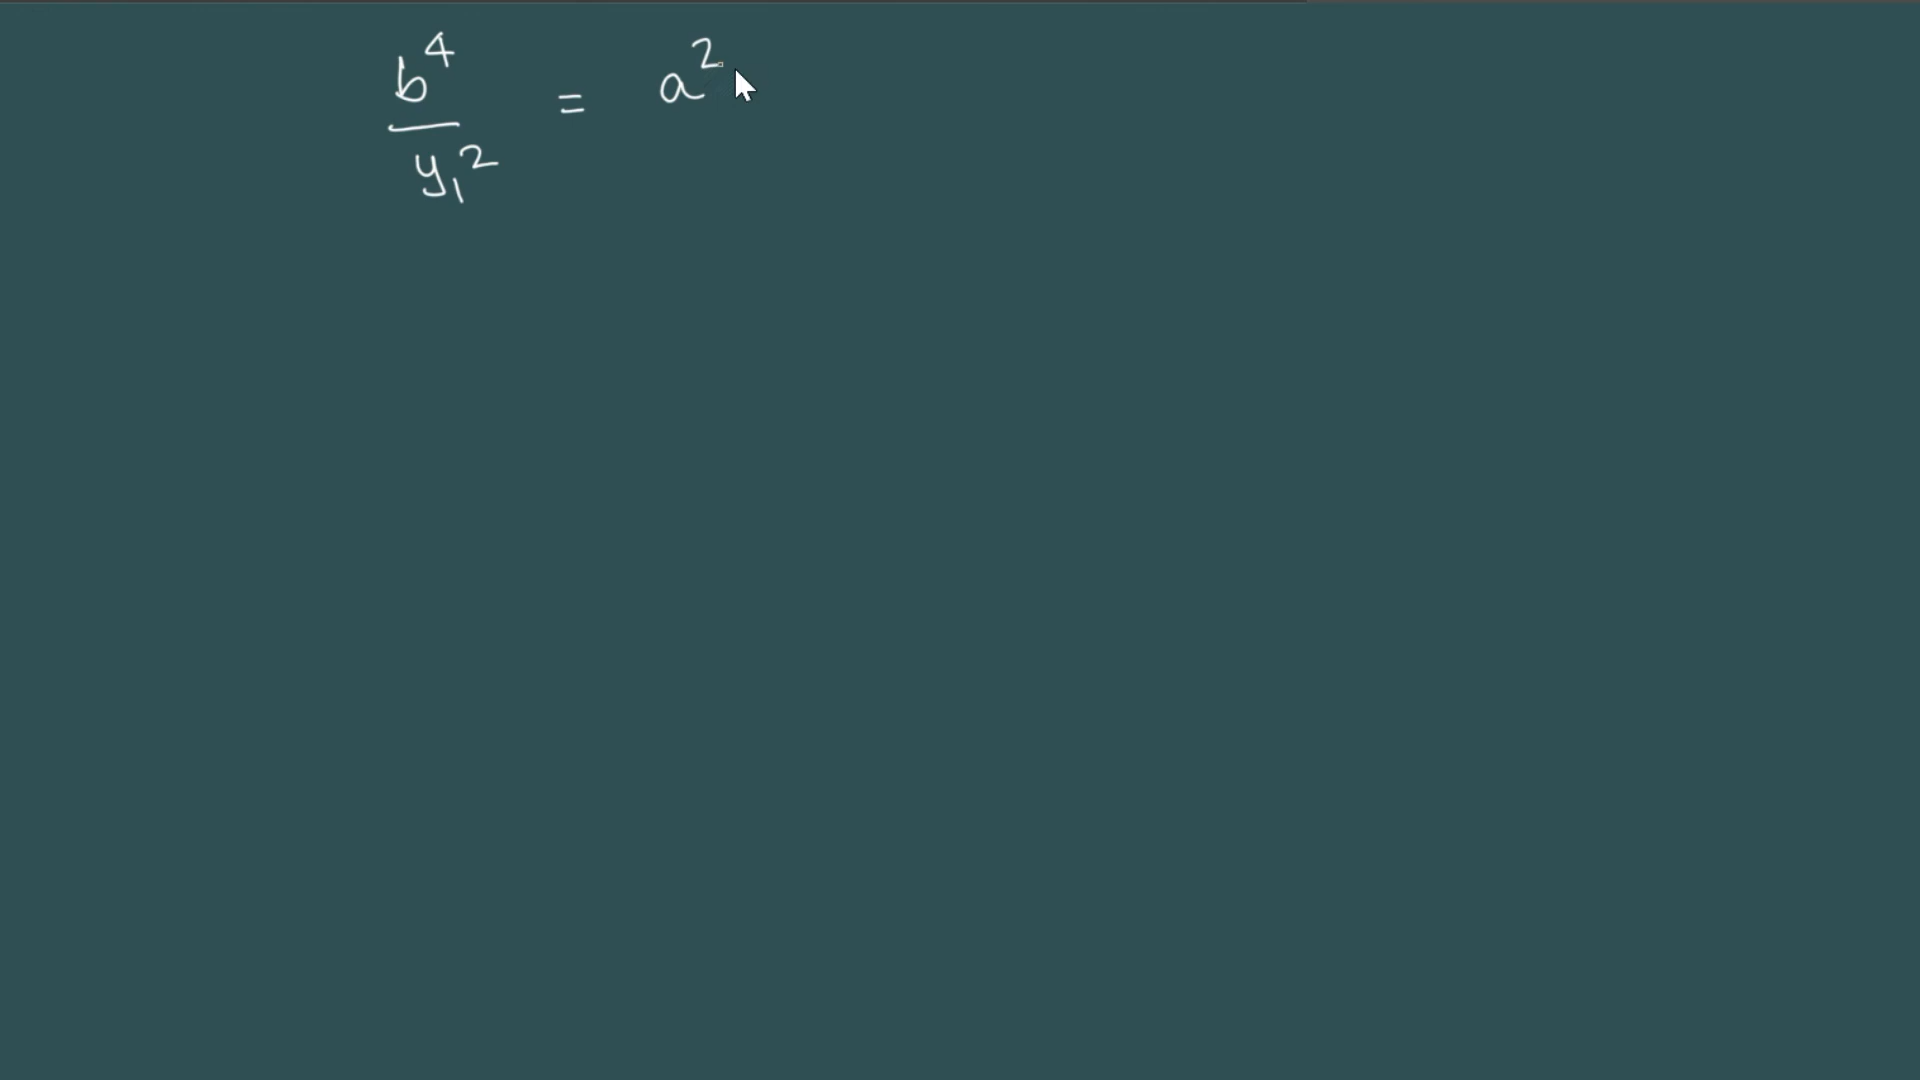 b⁴/y₁² = a²